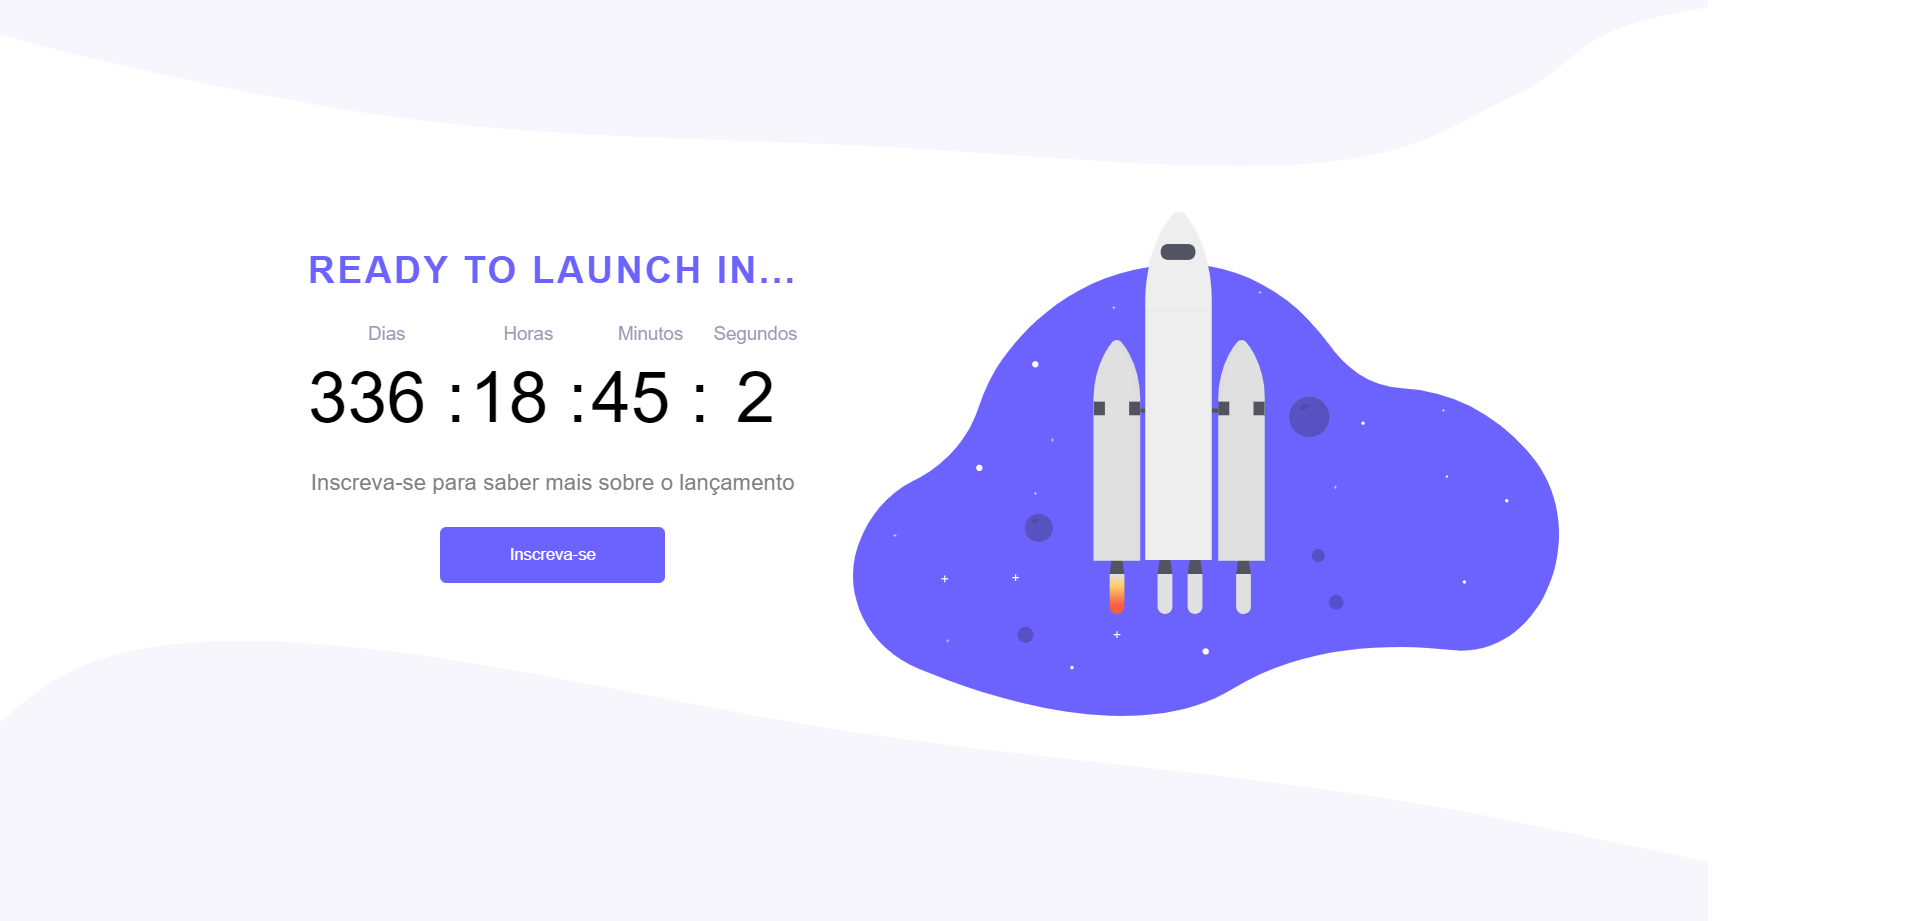 READY TO LAUNCH IN...
Dias Horas Minutos Segundos
336 :18 :45 : 2
Inscreva-se para saber mais sobre o lançamento
Inscreva-se